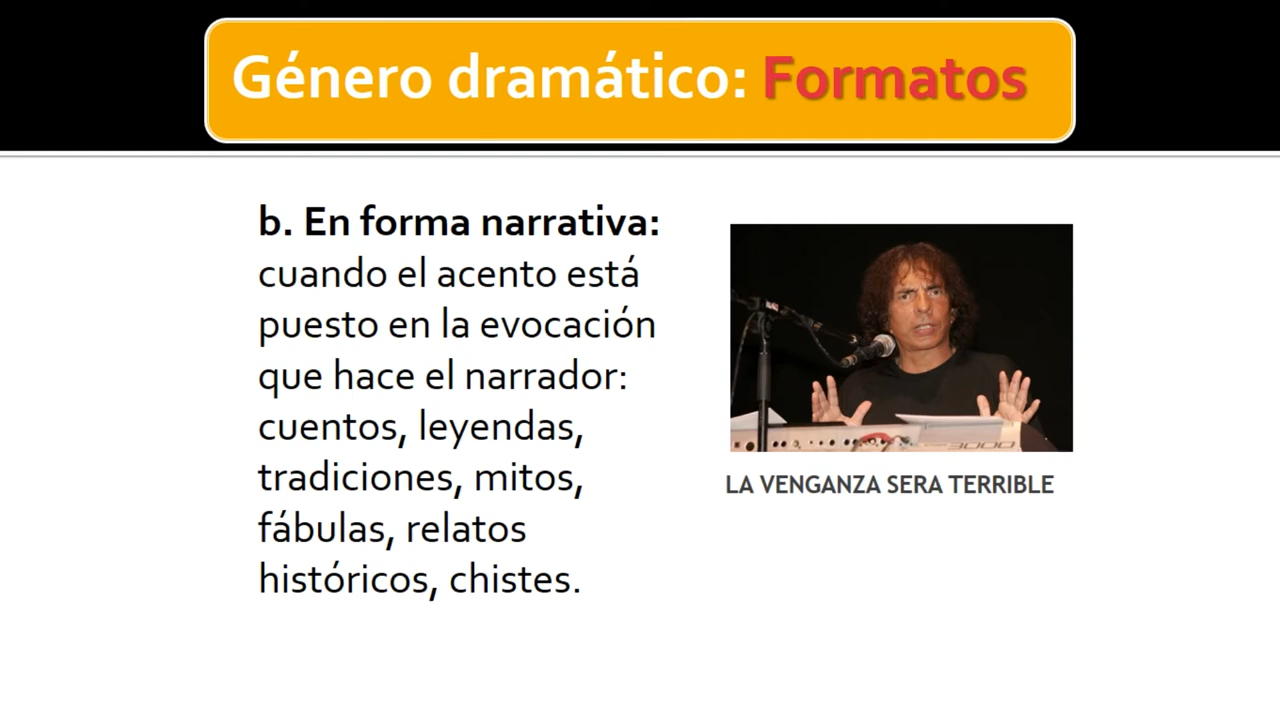 Género dramático: Formatos
b. En forma narrativa:
cuando el acento está
puesto en la evocación
que hace el narrador:
cuentos, leyendas,
tradiciones, mitos,
fábulas, relatos
históricos, chistes.
3000
LA VENGANZA SERA TERRIBLE